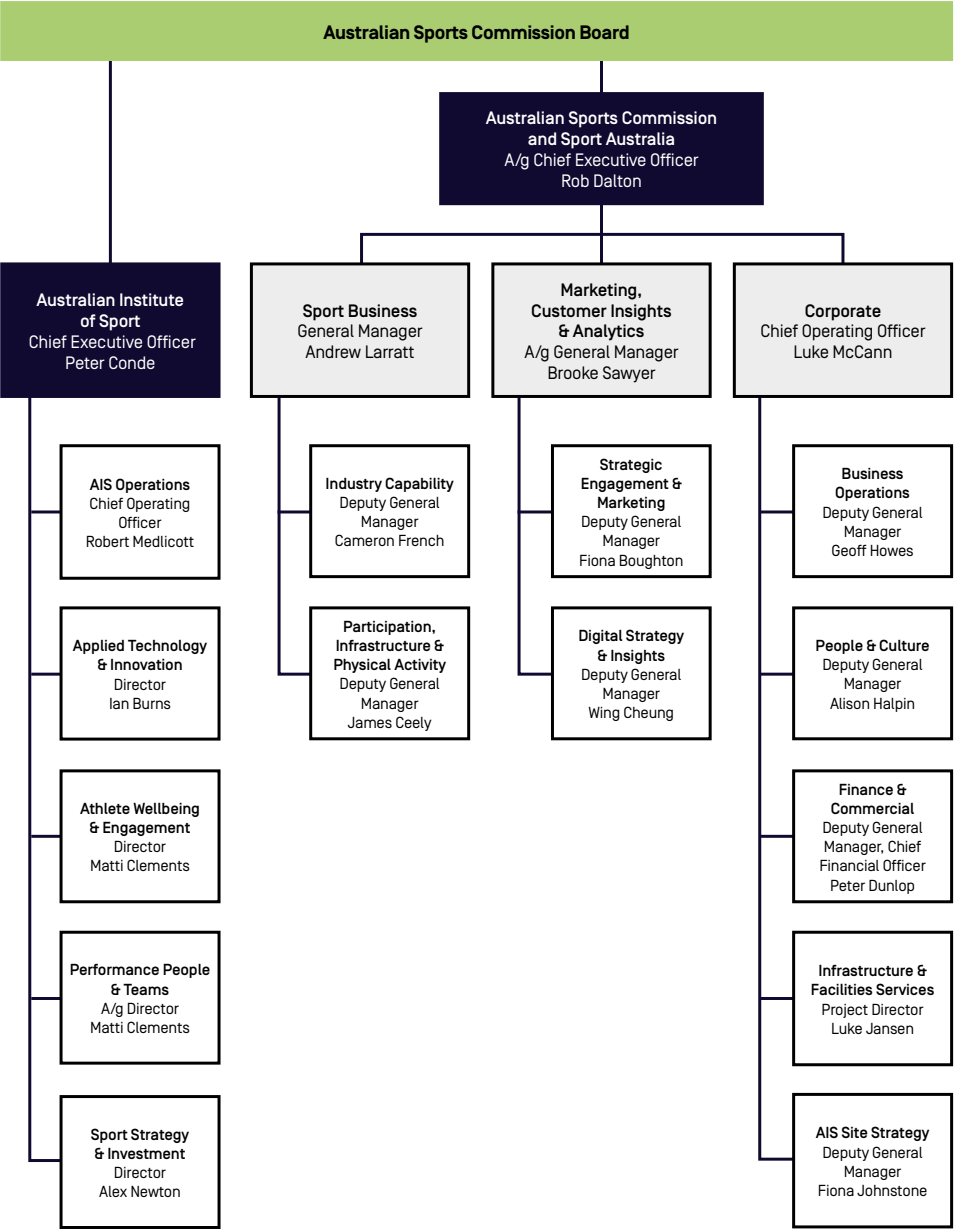 Australian Sports Commission Board
Australian Sports Commission
and Sport Australia
A/g Chief Executive Officer
Rob Dalton
Australian Institute
of Sport
Chief Executive Officer
Peter Conde
Sport Business
General Manager
Andrew Larratt
Marketing,
Customer Insights
& Analytics
A/g General Manager
Brooke Sawyer
Corporate
Chief Operating Officer
Luke McCann
AIS Operations
Chief Operating
Officer
Robert Medlicott
Industry Capability
Deputy General
Manager
Cameron French
Strategic
Engagement &
Marketing
Deputy General
Manager
Fiona Boughton
Business
Operations
Deputy General
Manager
Geoff Howes
Applied Technology
& Innovation
Director
Ian Burns
Participation,
Infrastructure &
Physical Activity
Deputy General
Manager
James Ceely
Digital Strategy
& Insights
Deputy General
Manager
Wing Cheung
People & Culture
Deputy General
Manager
Alison Halpin
Athlete Wellbeing
& Engagement
Director
Matti Clements
Finance &
Commercial
Deputy General
Manager, Chief
Financial Officer
Peter Dunlop
Performance People
& Teams
A/g Director
Matti Clements
Infrastructure &
Facilities Services
Project Director
Luke Jansen
Sport Strategy
& Investment
Director
Alex Newton
AIS Site Strategy
Deputy General
Manager
Fiona Johnstone